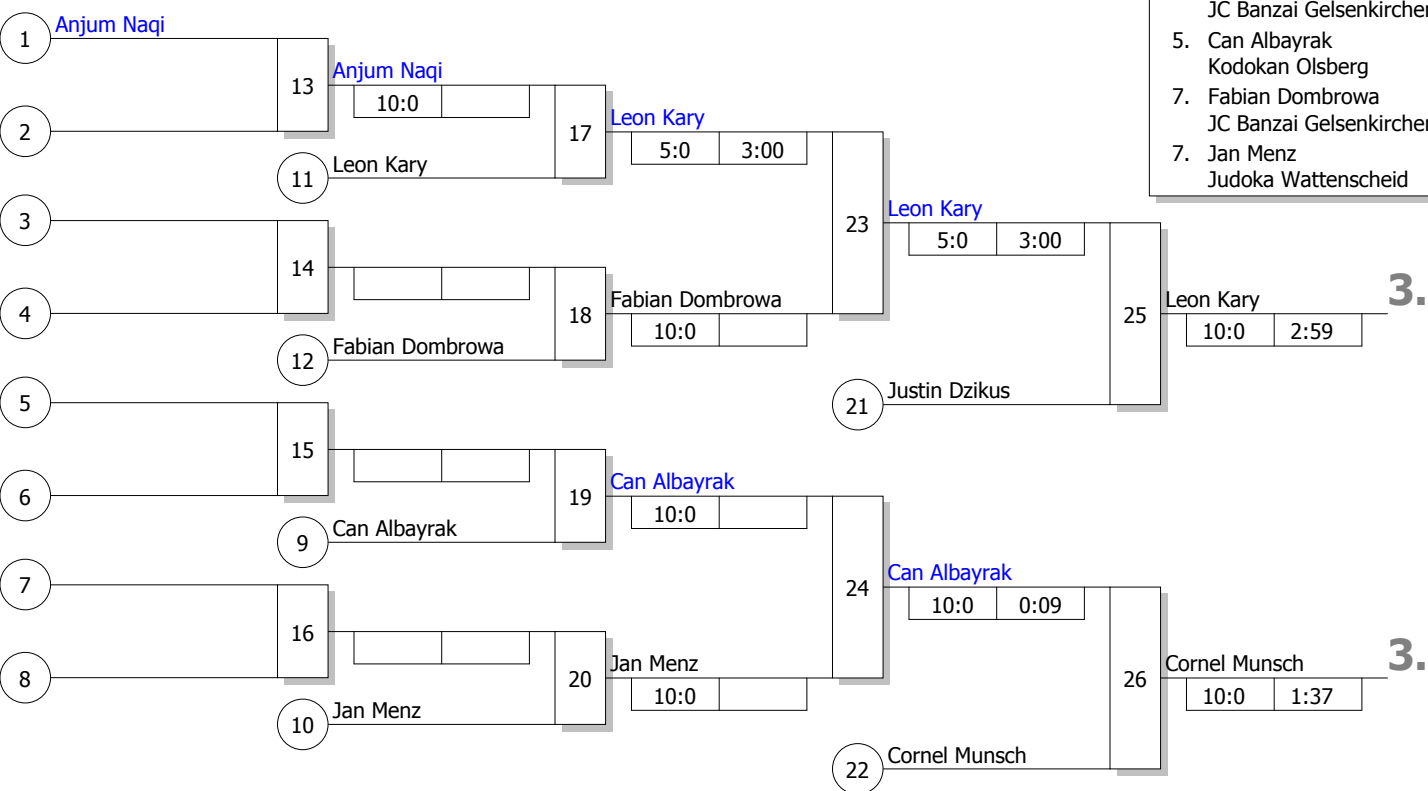 JC Banzai Gelsenkirchen
5. Can Albayrak
Kodokan Olsberg
7. Fabian Dombrowa
JC Banzai Gelsenkirchen
7. Jan Menz
Judoka Wattenscheid
1 Anjum Naqi
13 Anjum Naqi
10:0
2
17 Leon Kary
5:0 3:00
11 Leon Kary
3
23 Leon Kary
5:0 3:00
14
4
18 Fabian Dombrowa
10:0
12 Fabian Dombrowa
25 Leon Kary 3.
10:0 2:59
21 Justin Dzikus
5
15
6
19 Can Albayrak
10:0
9 Can Albayrak
7
24 Can Albayrak
10:0 0:09
16
8
20 Jan Menz
10:0
10 Jan Menz
26 Cornel Munsch 3.
10:0 1:37
22 Cornel Munsch